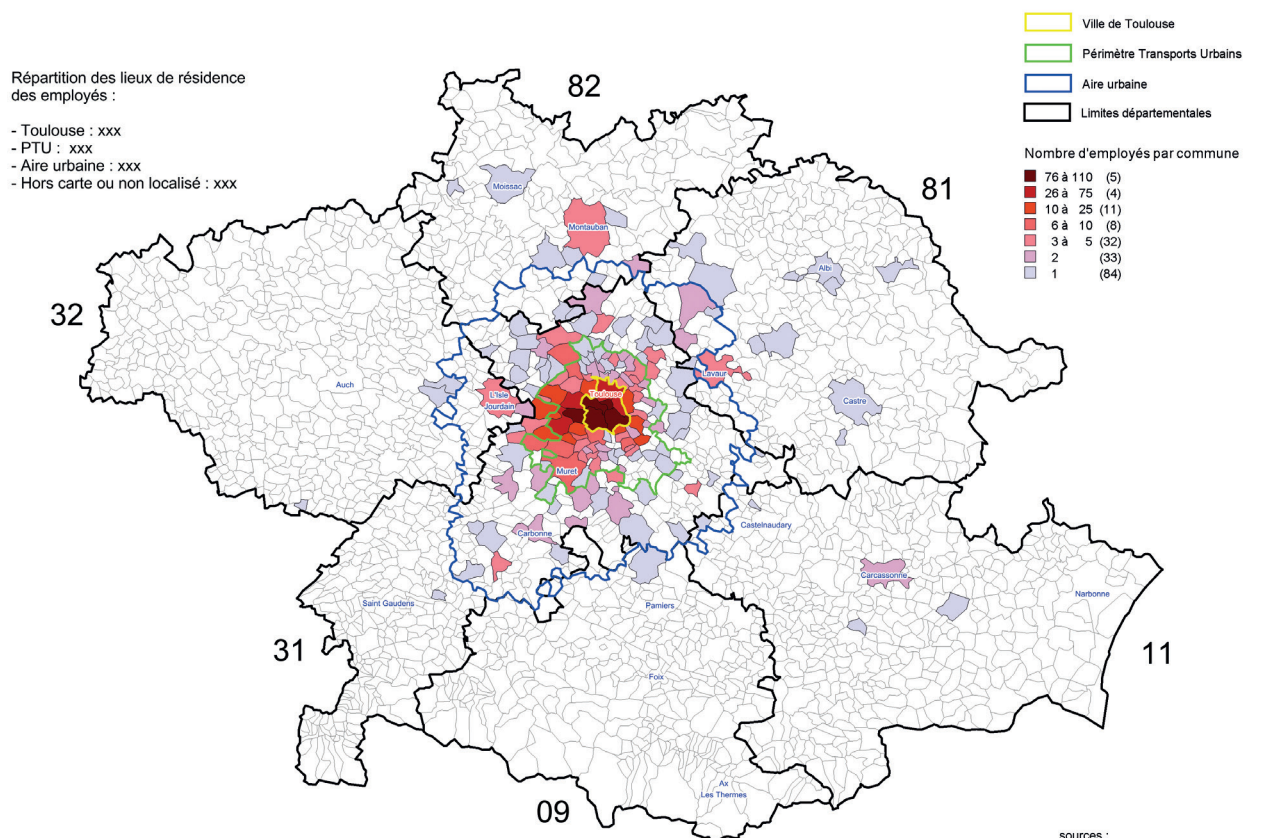 Répartition des lieux de résidence
des employés :
- Toulouse : xxx
- PTU : xxx
- Aire urbaine : xxx
- Hors carte ou non localisé : xxx
Ville de Toulouse
Périmètre Transports Urbains
Aire urbaine
Limites départementales
Nombre d'employés par commune
76 à 110 (5)
26 à 75 (4)
10 à 25 (11)
6 à 10 (8)
3 à 5 (32)
2 (33)
1 (84)
82
81
32
31
09
11
Moissac
Montauban
Albi
Auch
L'Isle
Jourdain
Toulouse
Lavaur
Castre
Muret
Carbonne
Castelnaudary
Carcassonne
Narbonne
Saint Gaudens
Pamiers
Foix
Ax
Les Thermes
sources :